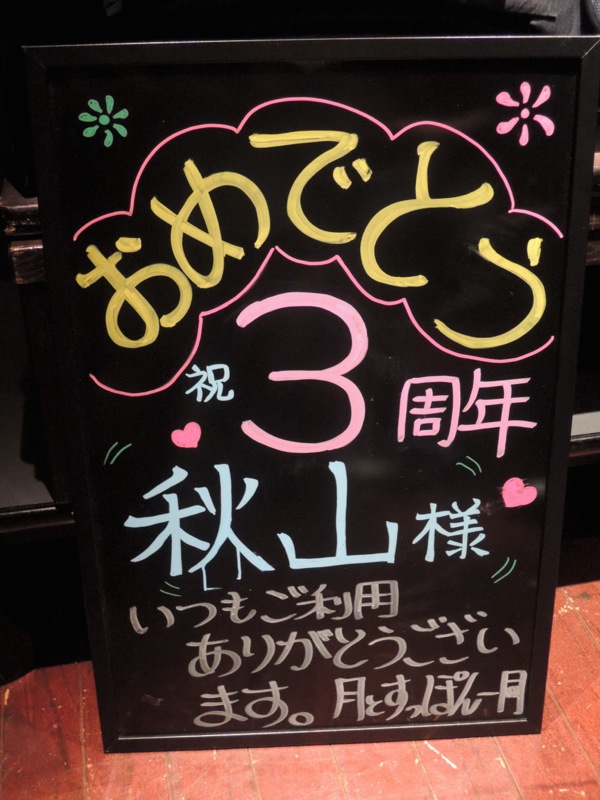 おめでとう
祝 3 周年
秋山 様
いつもご利用
ありがとうござい
ます。月とすっぽん一同